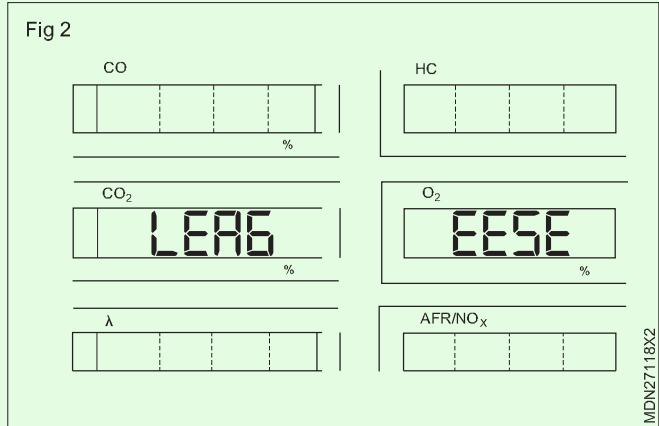 Fig 2
CO
HC
%
CO₂
O₂
LEAG
EESE
%
%
λ
AFR/NOX
MDN27118X2